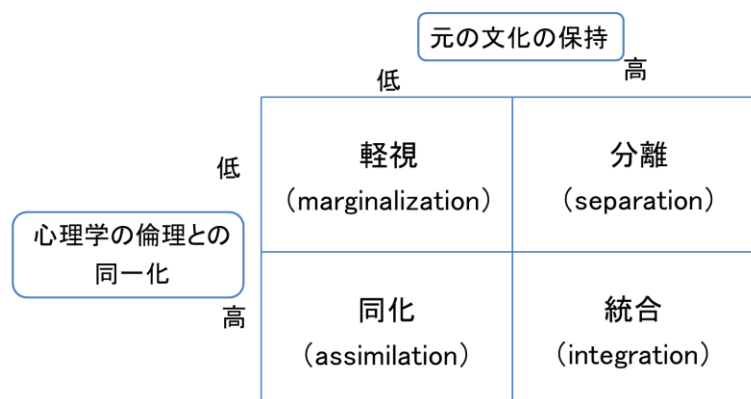 元の文化の保持
低
高
低
軽視
分離
（marginalization）
（separation）
心理学の倫理との
同一化
高
同化
統合
（assimilation）
（integration）